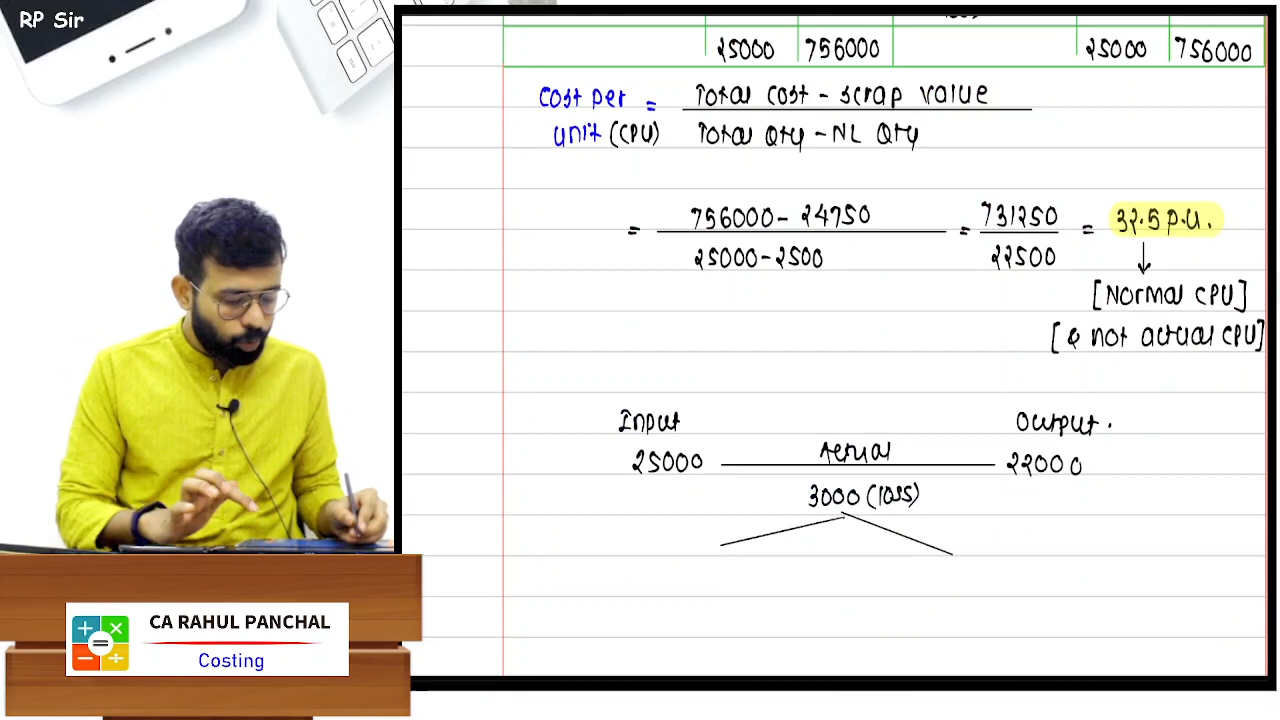 RP Sir
25000 756000 25000 756000
Cost per = Total cost - scrap value
unit (CPU) Total Qty - NL Qty
= 756000 - 24750 = 731250 = 32.5 P.U.
25000 - 2500 22500
[Normal CPU]
[& not actual CPU]
Input Output.
25000 Actual 22000
3000 (loss)
CA RAHUL PANCHAL
Costing